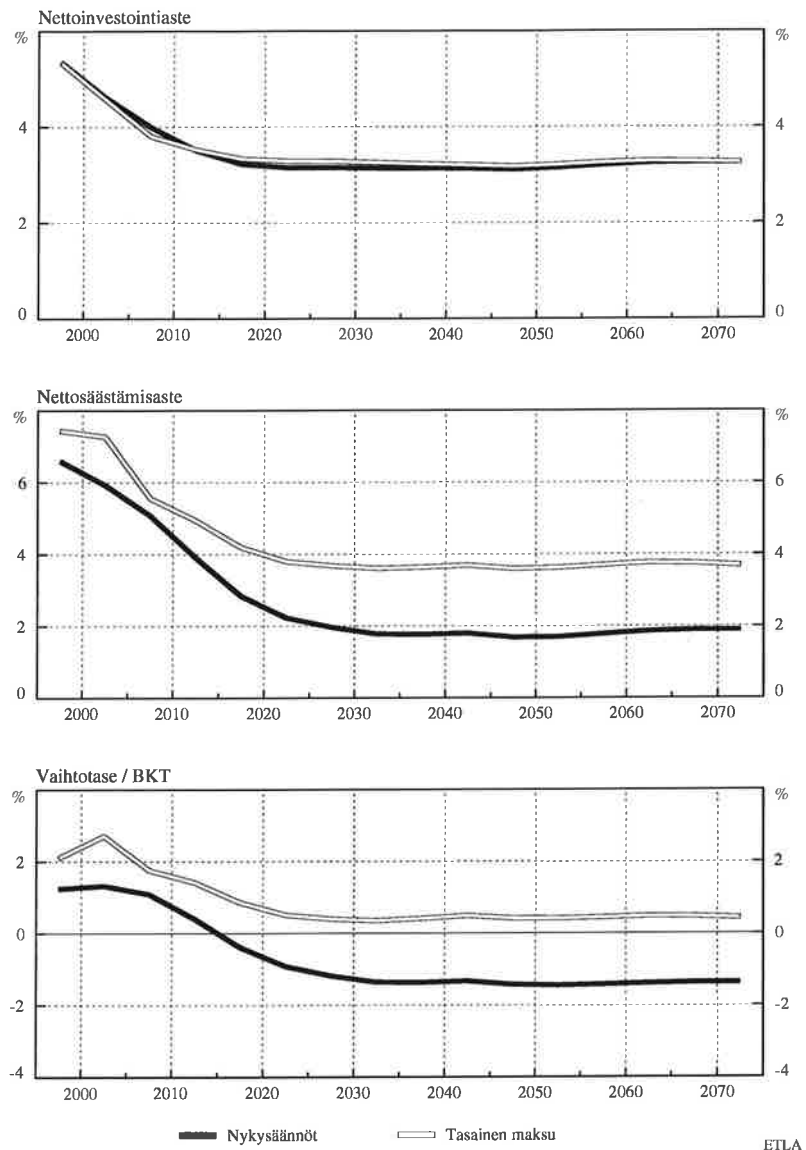 Nettoinvestointiaste
% %
4 4
2 2
0 0
2000 2010 2020 2030 2040 2050 2060 2070
Nettosäästämisaste
% %
6 6
4 4
2 2
0 0
2000 2010 2020 2030 2040 2050 2060 2070
Vaihtotase / BKT
% %
2 2
0 0
-2 -2
-4 -4
2000 2010 2020 2030 2040 2050 2060 2070
Nykysäännöt Tasainen maksu
ETLA